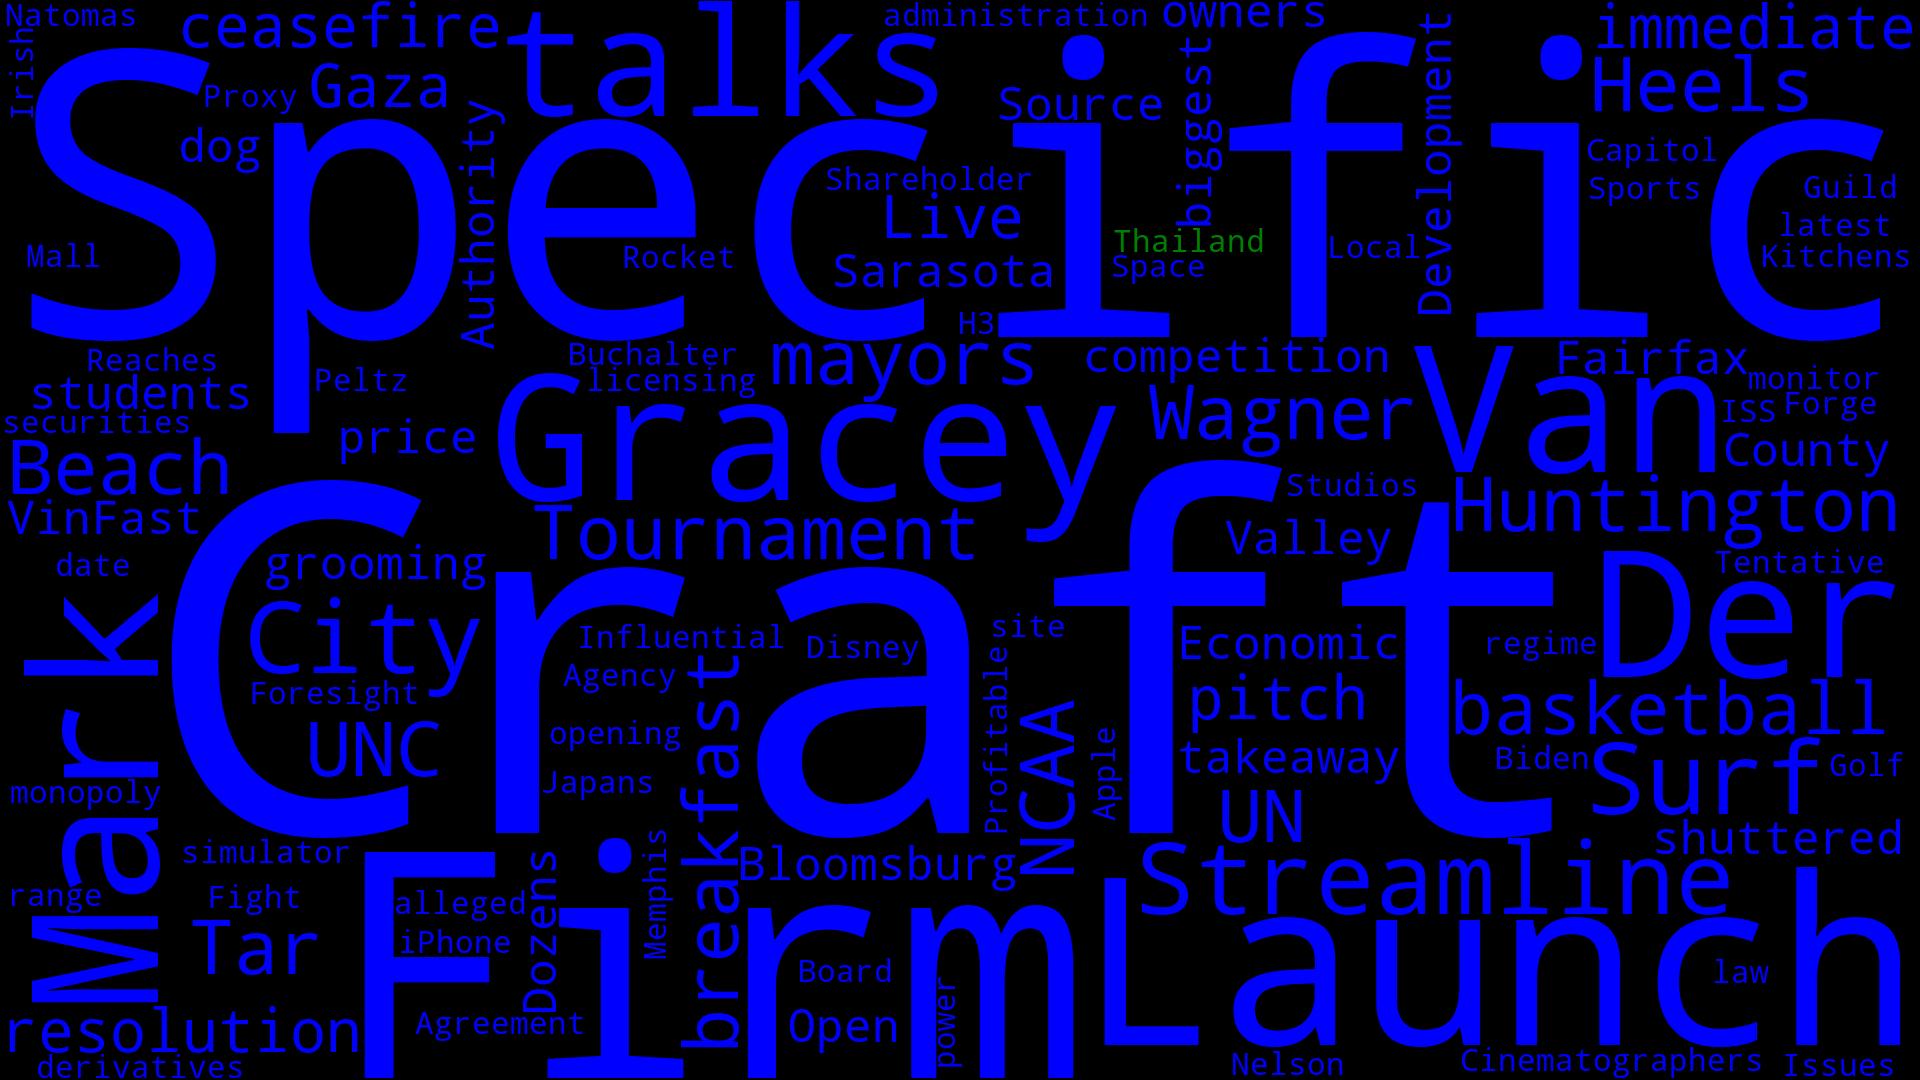 Natomas
Irish
ceasefire
talks
administration
owners
immediate
Proxy
Gaza
Source
biggest
Development
Heels
dog
Authority
Specific
Shareholder
Capitol
Sports
Guild
Live
latest
Mall
Rocket
Thailand
Local
Kitchens
Sarasota
Space
H3
Reaches
Buchalter
mayors
competition
Fairfax
students
Peltz
licensing
Van
monitor
securities
price
Gracey
Wagner
ISS
Forge
Beach
County
VinFast
Tournament
Studios
Huntington
Valley
date
grooming
Craft
Tentative
Der
City
Influential
Disney
site
Economic
regime
Foresight
Agency
pitch
basketball
UNC
opening
breakfast
Profitable
NCAA
Apple
takeaway
Biden
Surf
Golf
Mark
monopoly
Japans
UN
shuttered
simulator
Memphis
Bloomsburg
Streamline
range
Fight
alleged
Dozens
Tar
iPhone
Firm
Board
Launch
law
resolution
Agreement
Open
power
derivatives
Nelson
Cinematographers
Issues